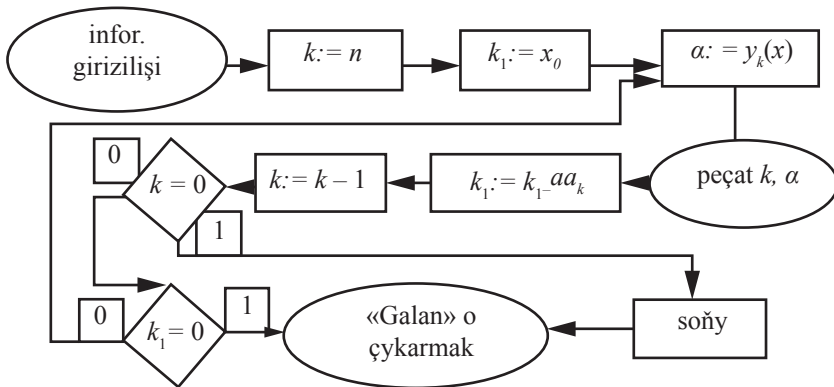 infor.
girizilişi
k:= n
k₁:= x₀
α: = yₖ(x)
0
k = 0
k:= k – 1
k₁:= k₁₋aaₖ
peçat k, α
1
0
k₁= 0
1
«Galan» o
çykarmak
soňy